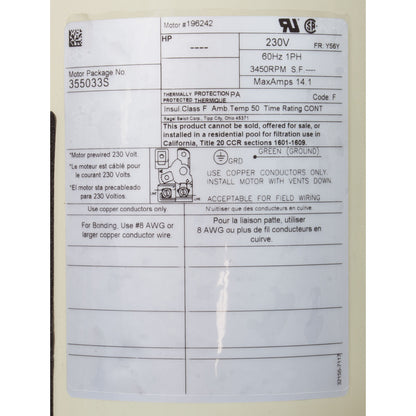 Motor #196242
HP
----
230V FR: Y56Y
60Hz 1PH
3450RPM S.F. ----
MaxAmps 14.1
Motor Package No.
355033S
THERMALLY PROTECTION PA
PROTECTED THERMIQUE
Code: F
Insul.Class F Amb.Temp 50 Time Rating CONT
Regal Beloit Corp., Tipp City, Ohio 45371
This product cannot be sold, offered for sale, or
installed in a residential pool for filtration use in
California, Title 20 CCR sections 1601-1609.
*Motor prewired 230 Volt.
*Le moteur est câblé pour
le courant 230 Volt.
*El motor sta precableado
para 230 Voltios.
Use copper conductors only
GREEN (GROUND)
GRD
USE COPPER CONDUCTORS ONLY.
INSTALL MOTOR WITH VENTS DOWN.
ACCEPTABLE FOR FIELD WIRING
N'utiliser que des conducteurs en cuivre.
For Bonding, Use #8 AWG or
larger copper conductor wire.
Pour la liaison patte, utiliser
8 AWG ou plus de fil conducteurs en
cuivre.